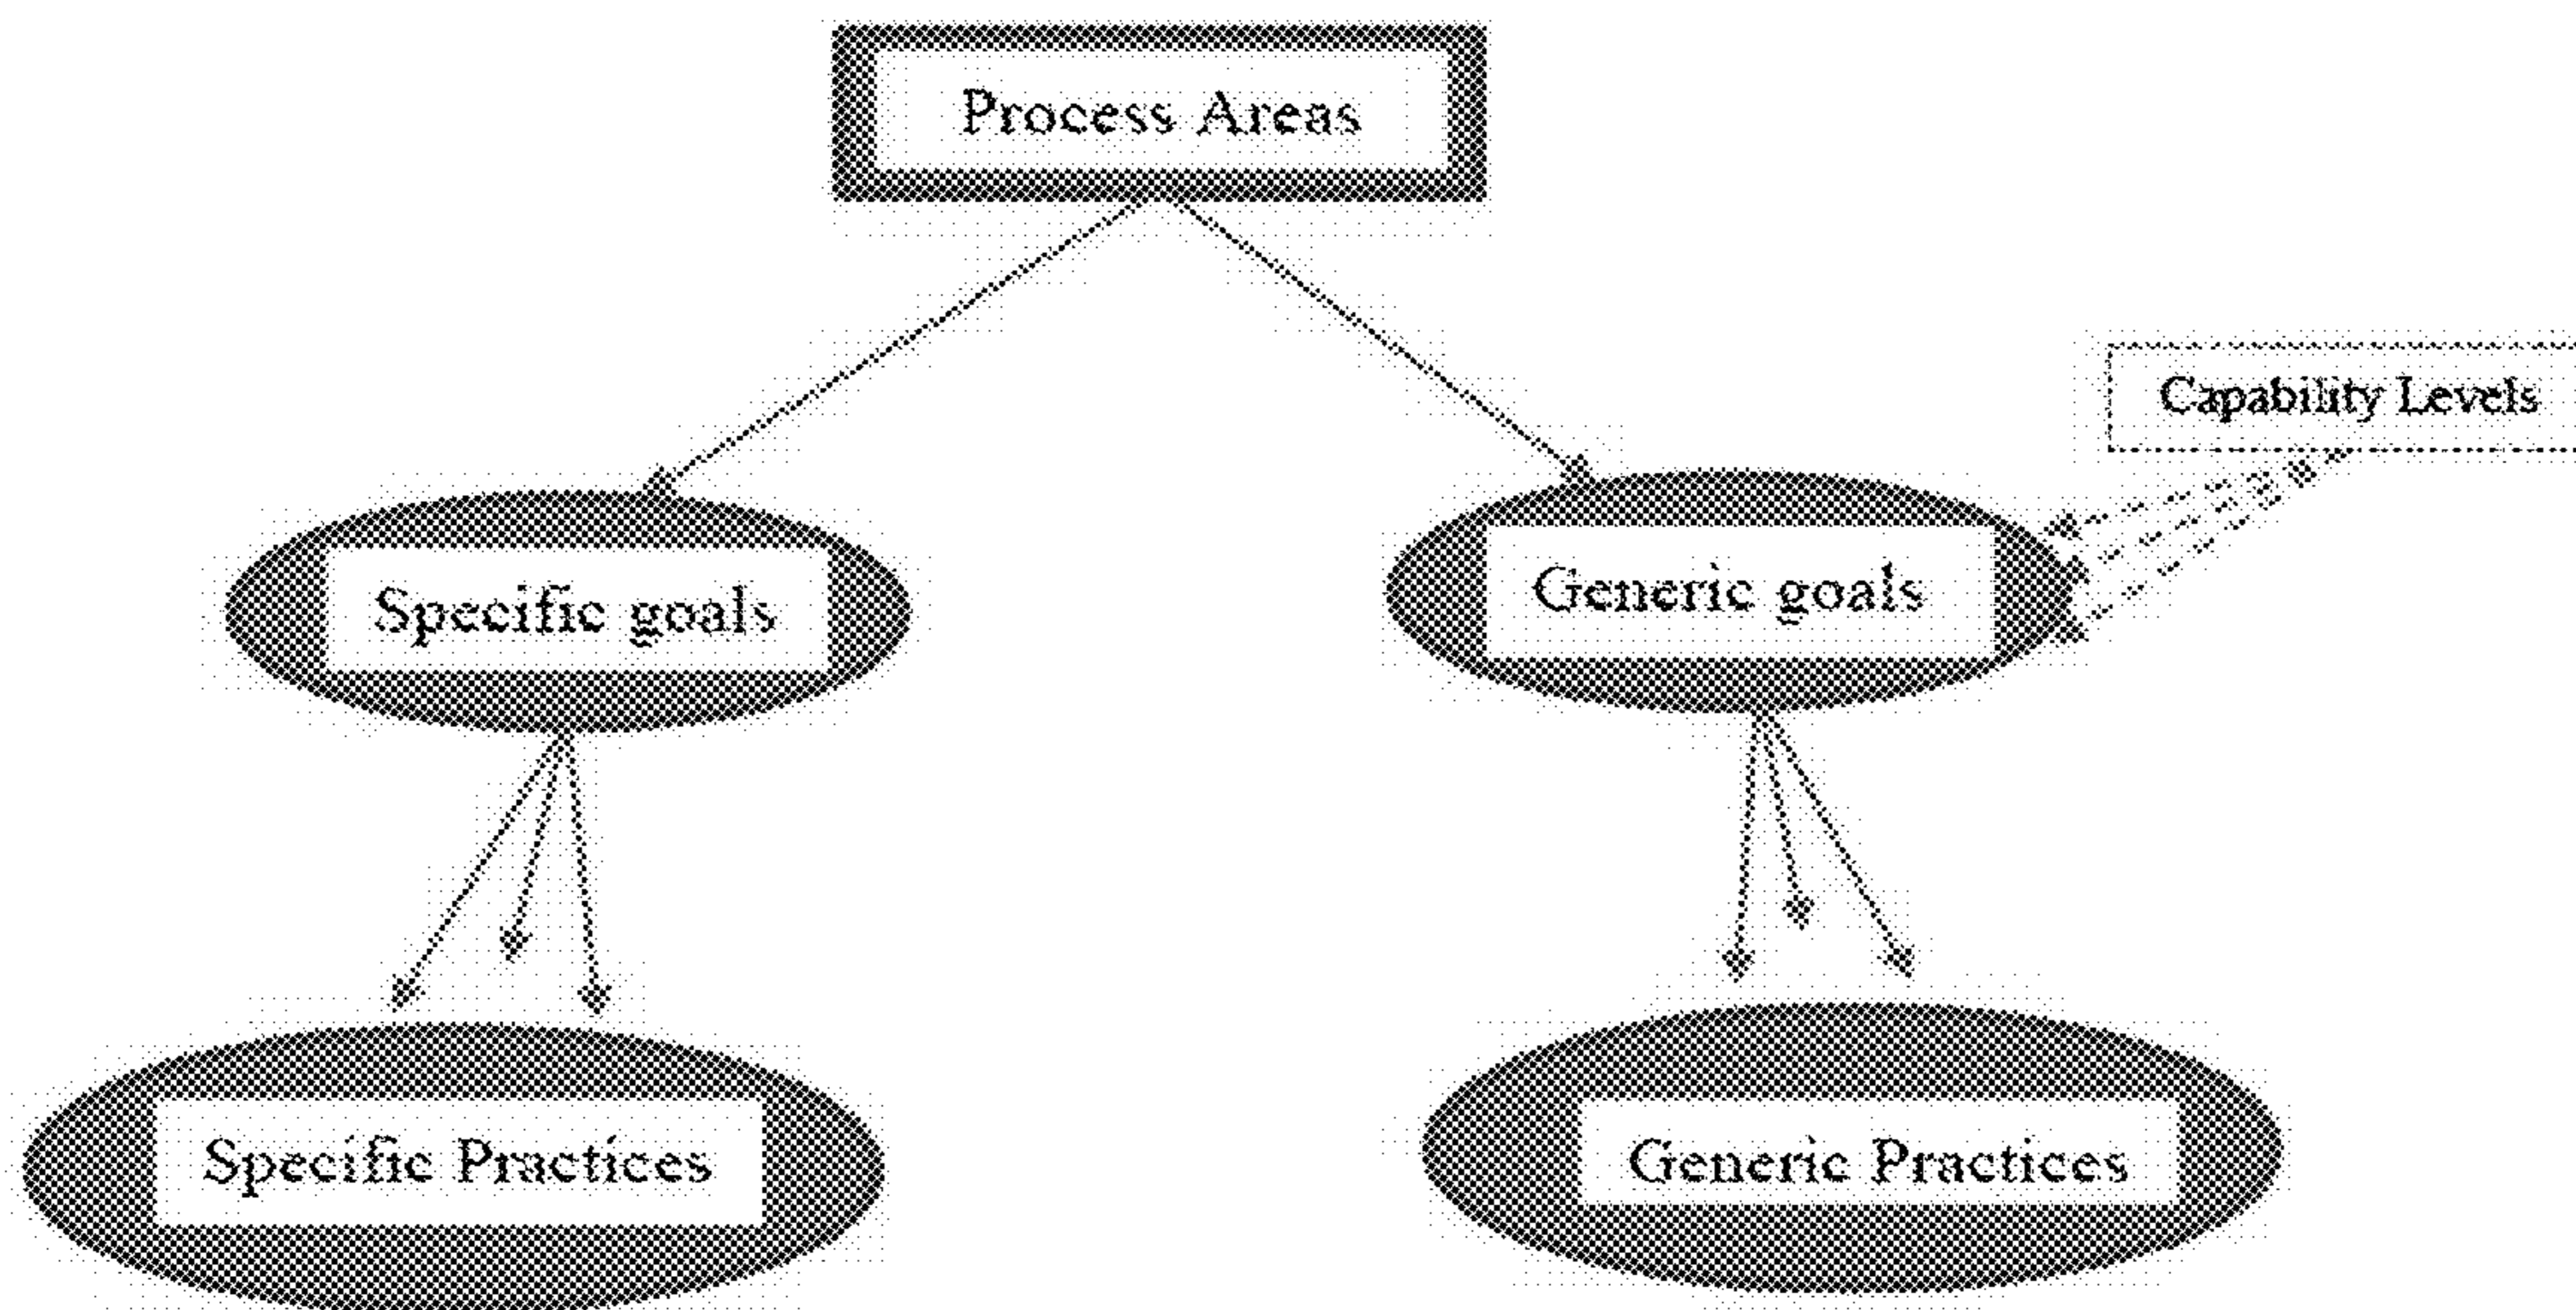 Process Areas
Capability Levels
Specific goals
Generic goals
Specific Practices
Generic Practices